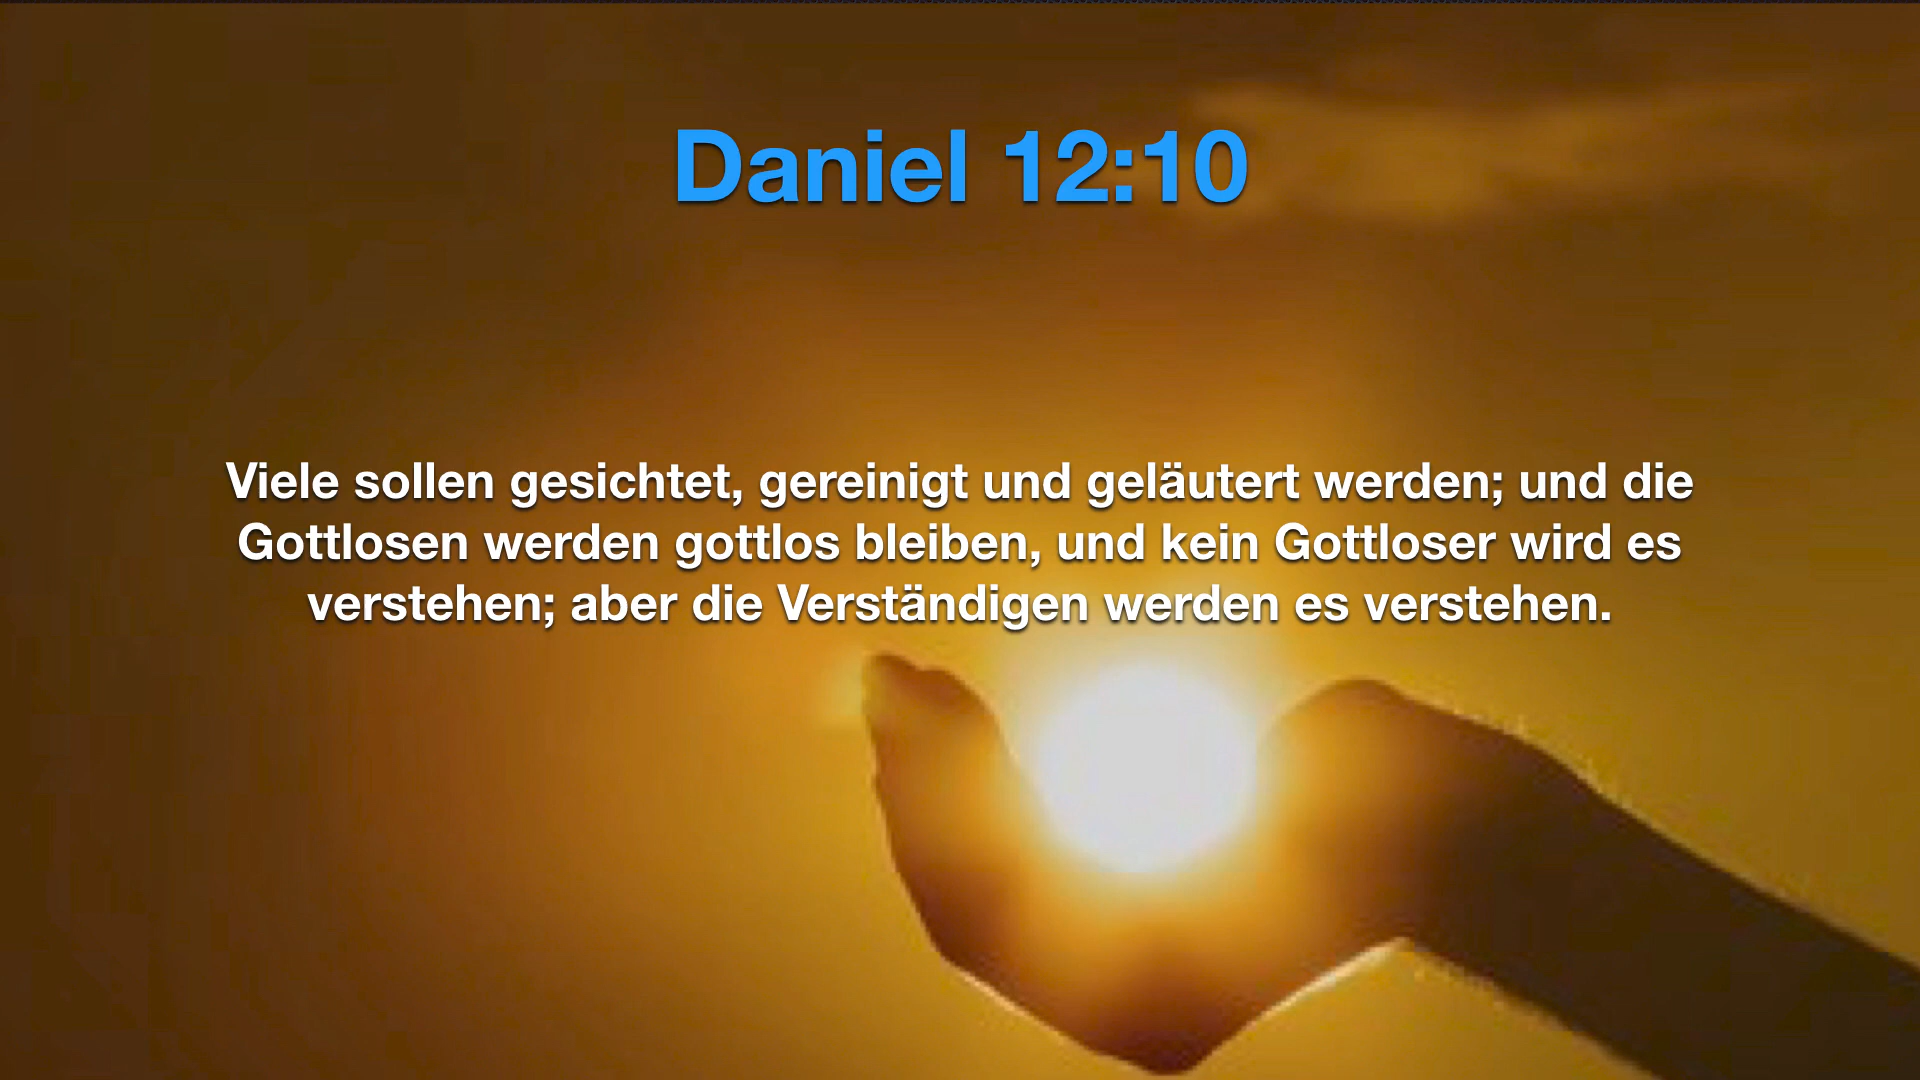 Daniel 12:10
Viele sollen gesichtet, gereinigt und geläutert werden; und die
Gottlosen werden gottlos bleiben, und kein Gottloser wird es
verstehen; aber die Verständigen werden es verstehen.